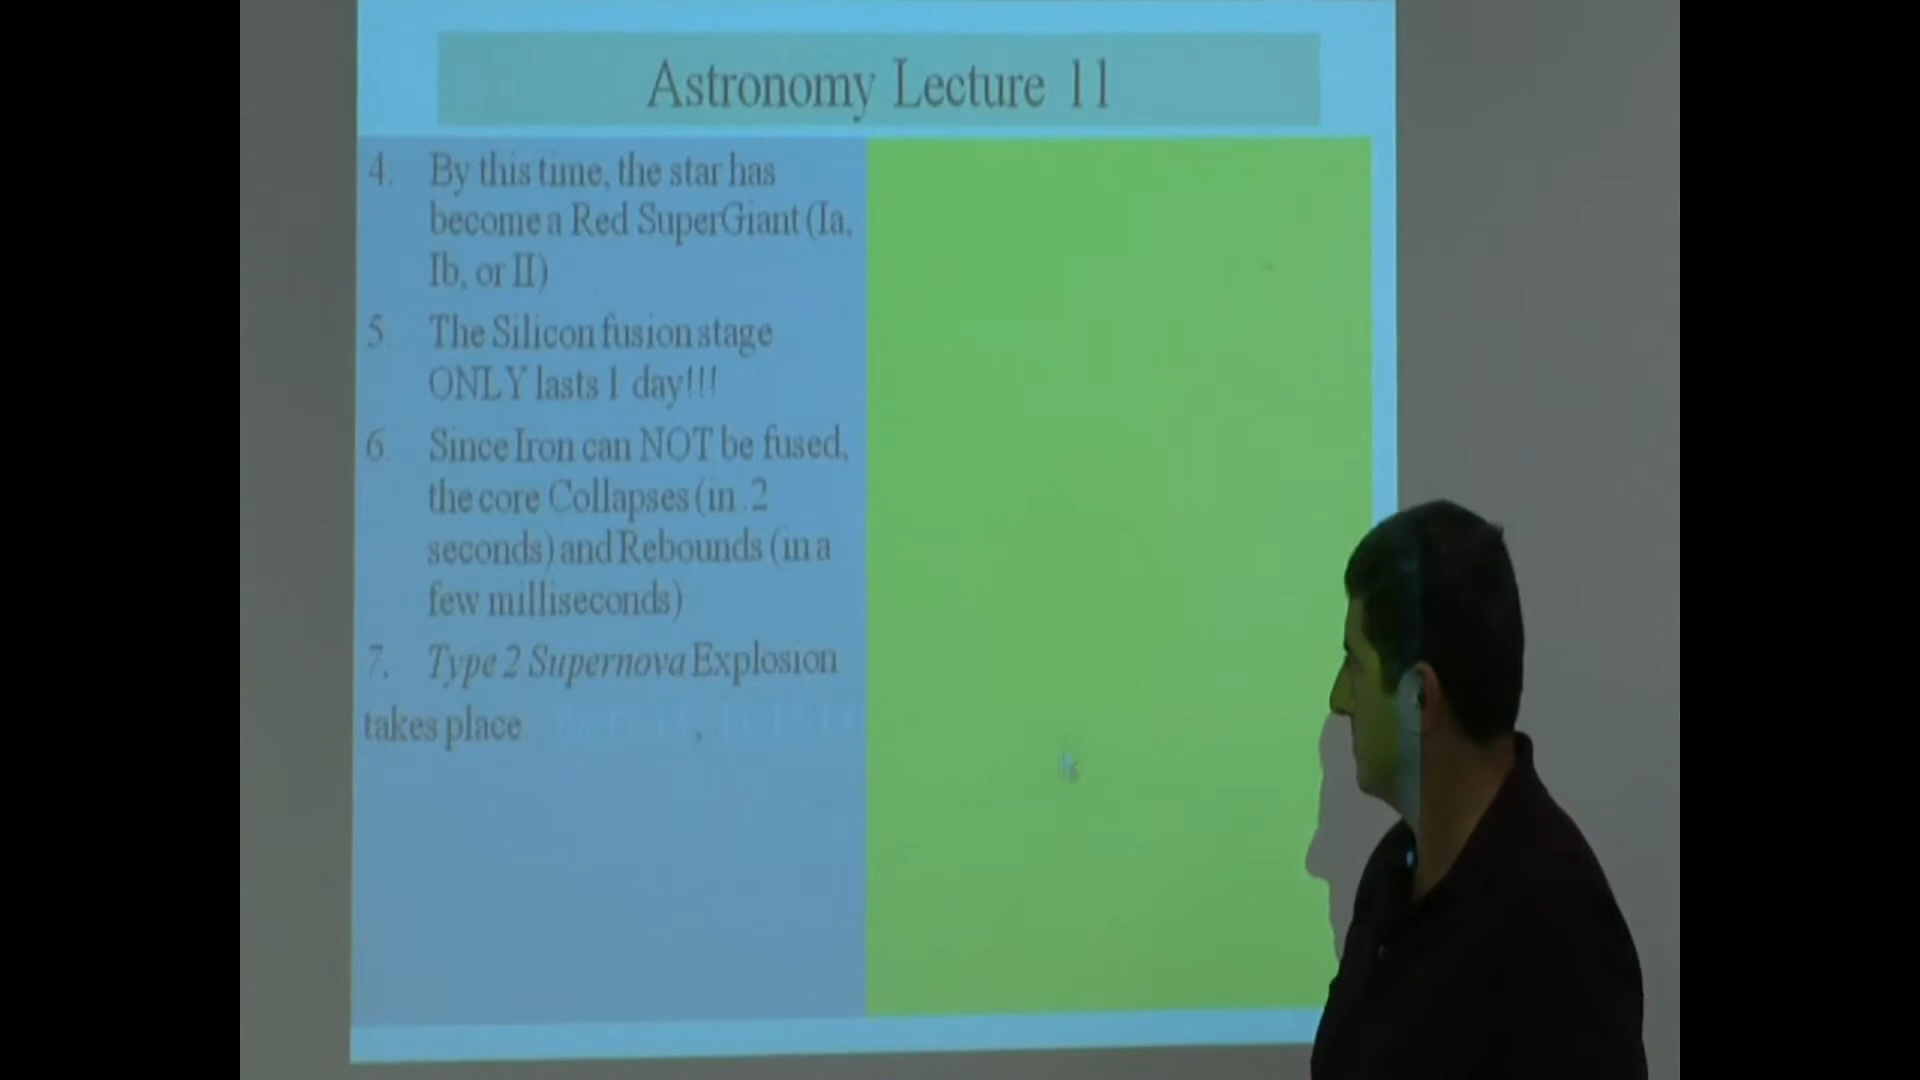 Astronomy Lecture 11
4. By this time, the star has
become a Red SuperGiant (Ia,
Ib, or II)
5. The Silicon fusion stage
ONLY lasts 1 day!!!
6. Since Iron can NOT be fused,
the core Collapses (in .2
seconds) and Rebounds (in a
few milliseconds)
7. Type 2 Supernova Explosion
takes place